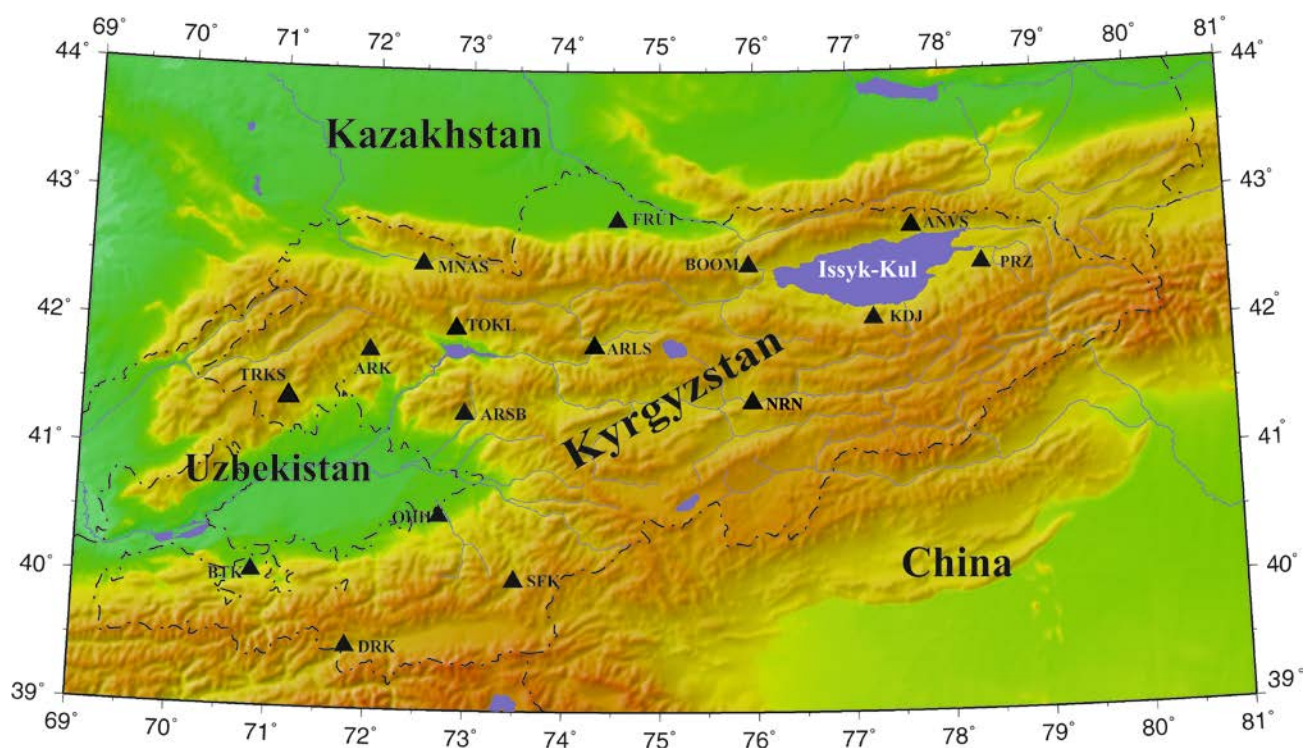 69° 70° 71° 72° 73° 74° 75° 76° 77° 78° 79° 80° 81°
44° 44°
Kazakhstan
43° 43°
FRU1
ANVS
MNAS
BOOM
Issyk-Kul
PRZ
42° 42°
KDJ
TOKL
ARLS
TRKS
ARK
Kyrgyzstan
NRN
ARSB
41° 41°
Uzbekistan
40° 40°
BTK
SFK
China
DRK
39° 39°
69° 70° 71° 72° 73° 74° 75° 76° 77° 78° 79° 80° 81°